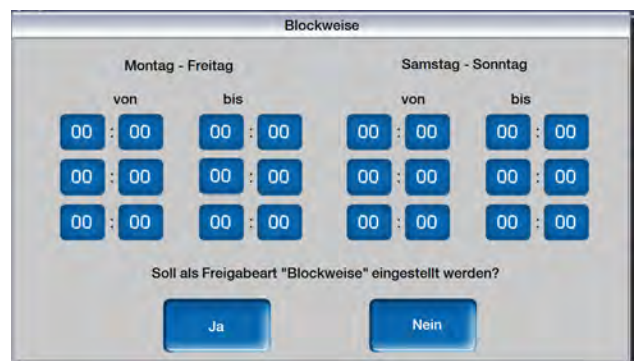 Blockweise
Montag - Freitag Samstag - Sonntag
von bis von bis
00 : 00 00 : 00 00 : 00 00 : 00
00 : 00 00 : 00 00 : 00 00 : 00
00 : 00 00 : 00 00 : 00 00 : 00
Soll als Freigabeart "Blockweise" eingestellt werden?
Ja Nein